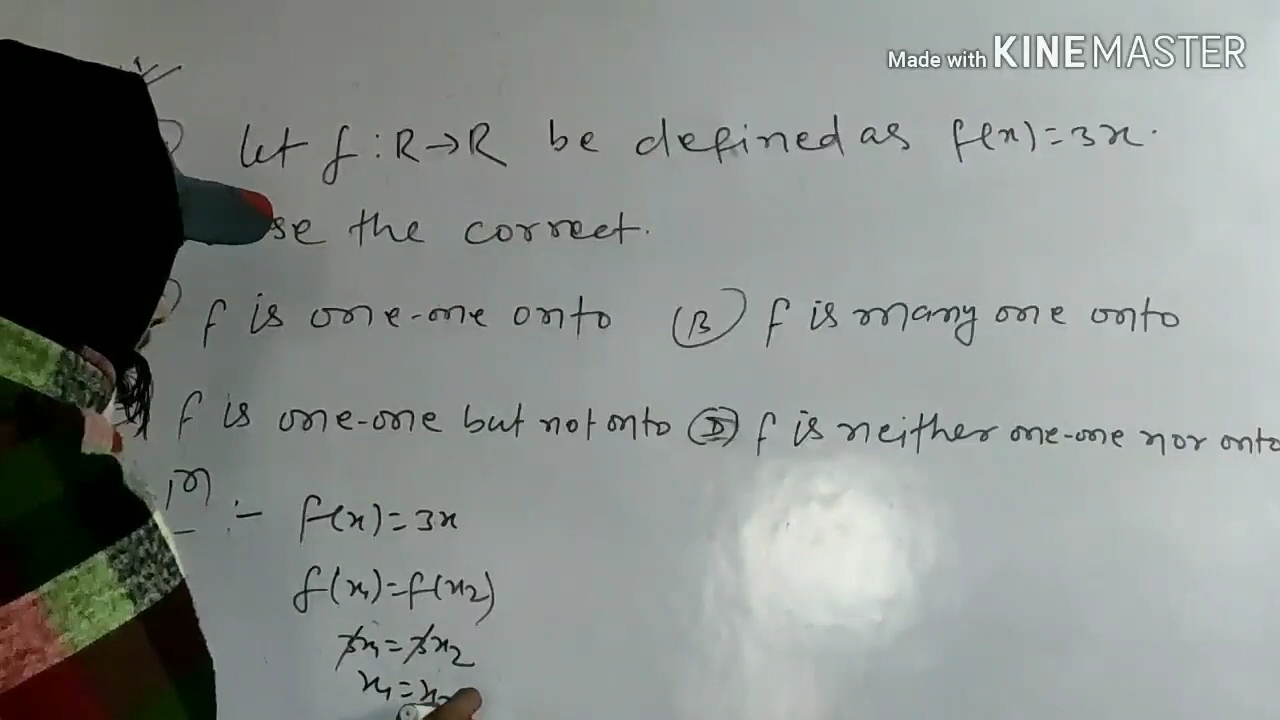 Made with KINEMASTER
Let f : R→R be defined as f(x) = 3x.
se the correct.
f is one-one onto (B) f is many one onto
f is one-one but not onto (D) f is neither one-one nor onto
:- f(x) = 3x
f(x₁) = f(x₂)
3x₁ = 3x₂
x₁ = x₂